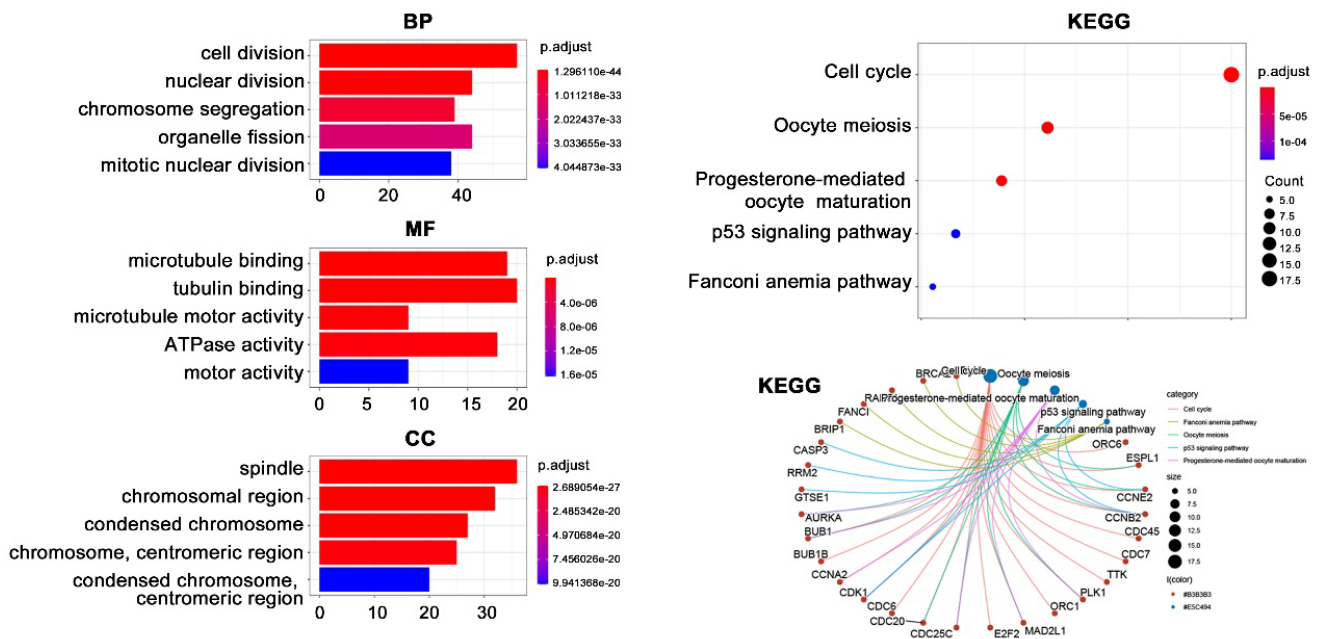 BP
cell division
nuclear division
chromosome segregation
organelle fission
mitotic nuclear division
0 20 40
p.adjust
1.296110e-44
1.011218e-33
2.022437e-33
3.033655e-33
4.044873e-33
MF
microtubule binding
tubulin binding
microtubule motor activity
ATPase activity
motor activity
0 5 10 15 20
p.adjust
4.0e-06
8.0e-06
1.2e-05
1.6e-05
CC
spindle
chromosomal region
condensed chromosome
chromosome, centromeric region
condensed chromosome,
centromeric region
0 10 20 30
p.adjust
2.689054e-27
2.485342e-20
4.970684e-20
7.456026e-20
9.941368e-20
KEGG
Cell cycle
Oocyte meiosis
Progesterone-mediated
oocyte maturation
p53 signaling pathway
Fanconi anemia pathway
p.adjust
5e-05
1e-04
Count
5.0
7.5
10.0
12.5
15.0
17.5
KEGG
Cell cycle
Oocyte meiosis
Progesterone-mediated oocyte maturation
p53 signaling pathway
Fanconi anemia pathway
FANCI
BRIP1
CASP3
RRM2
GTSE1
AURKA
BUB1
BUB1B
CCNA2
CDK1
CDC6
CDC20
CDC25C
E2F2
MAD2L1
ORC1
PLK1
TTK
CDC7
CDC45
CCNB2
CCNE2
ESPL1
ORC6
category
Cell cycle
Fanconi anemia pathway
Oocyte meiosis
p53 signaling pathway
Progesterone-mediated oocyte maturation
size
5.0
7.5
10.0
12.5
15.0
17.5
I(color)
#B3B3B3
#E5C494